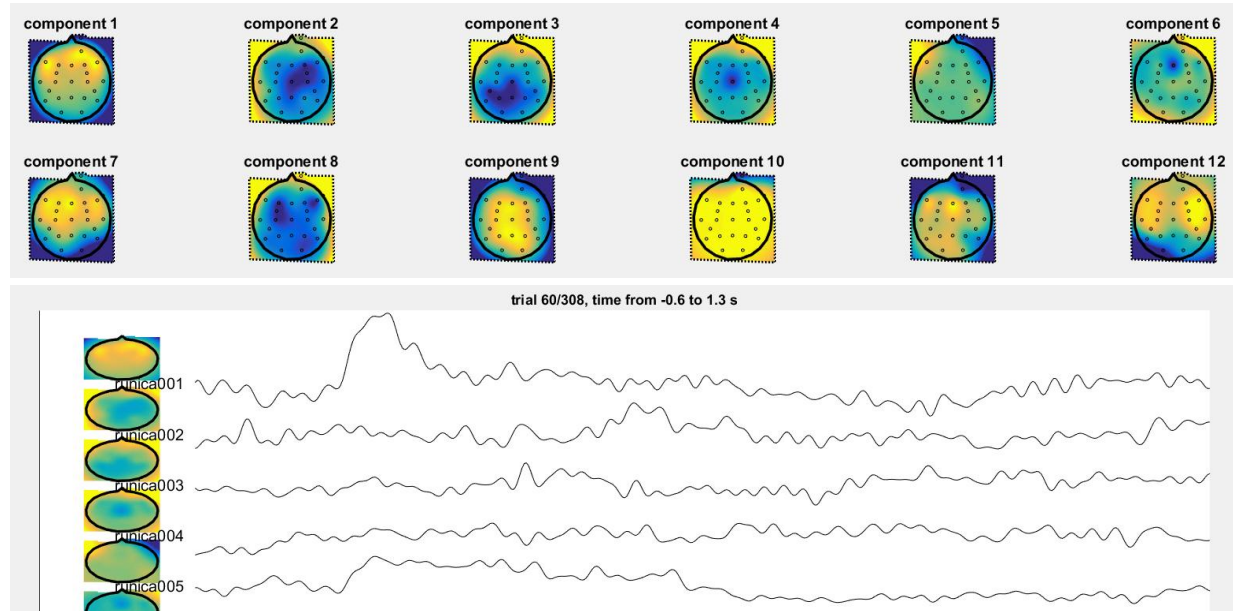 component 1 component 2 component 3 component 4 component 5 component 6
component 7 component 8 component 9 component 10 component 11 component 12
trial 60/308, time from -0.6 to 1.3 s
runica001
runica002
runica003
runica004
runica005